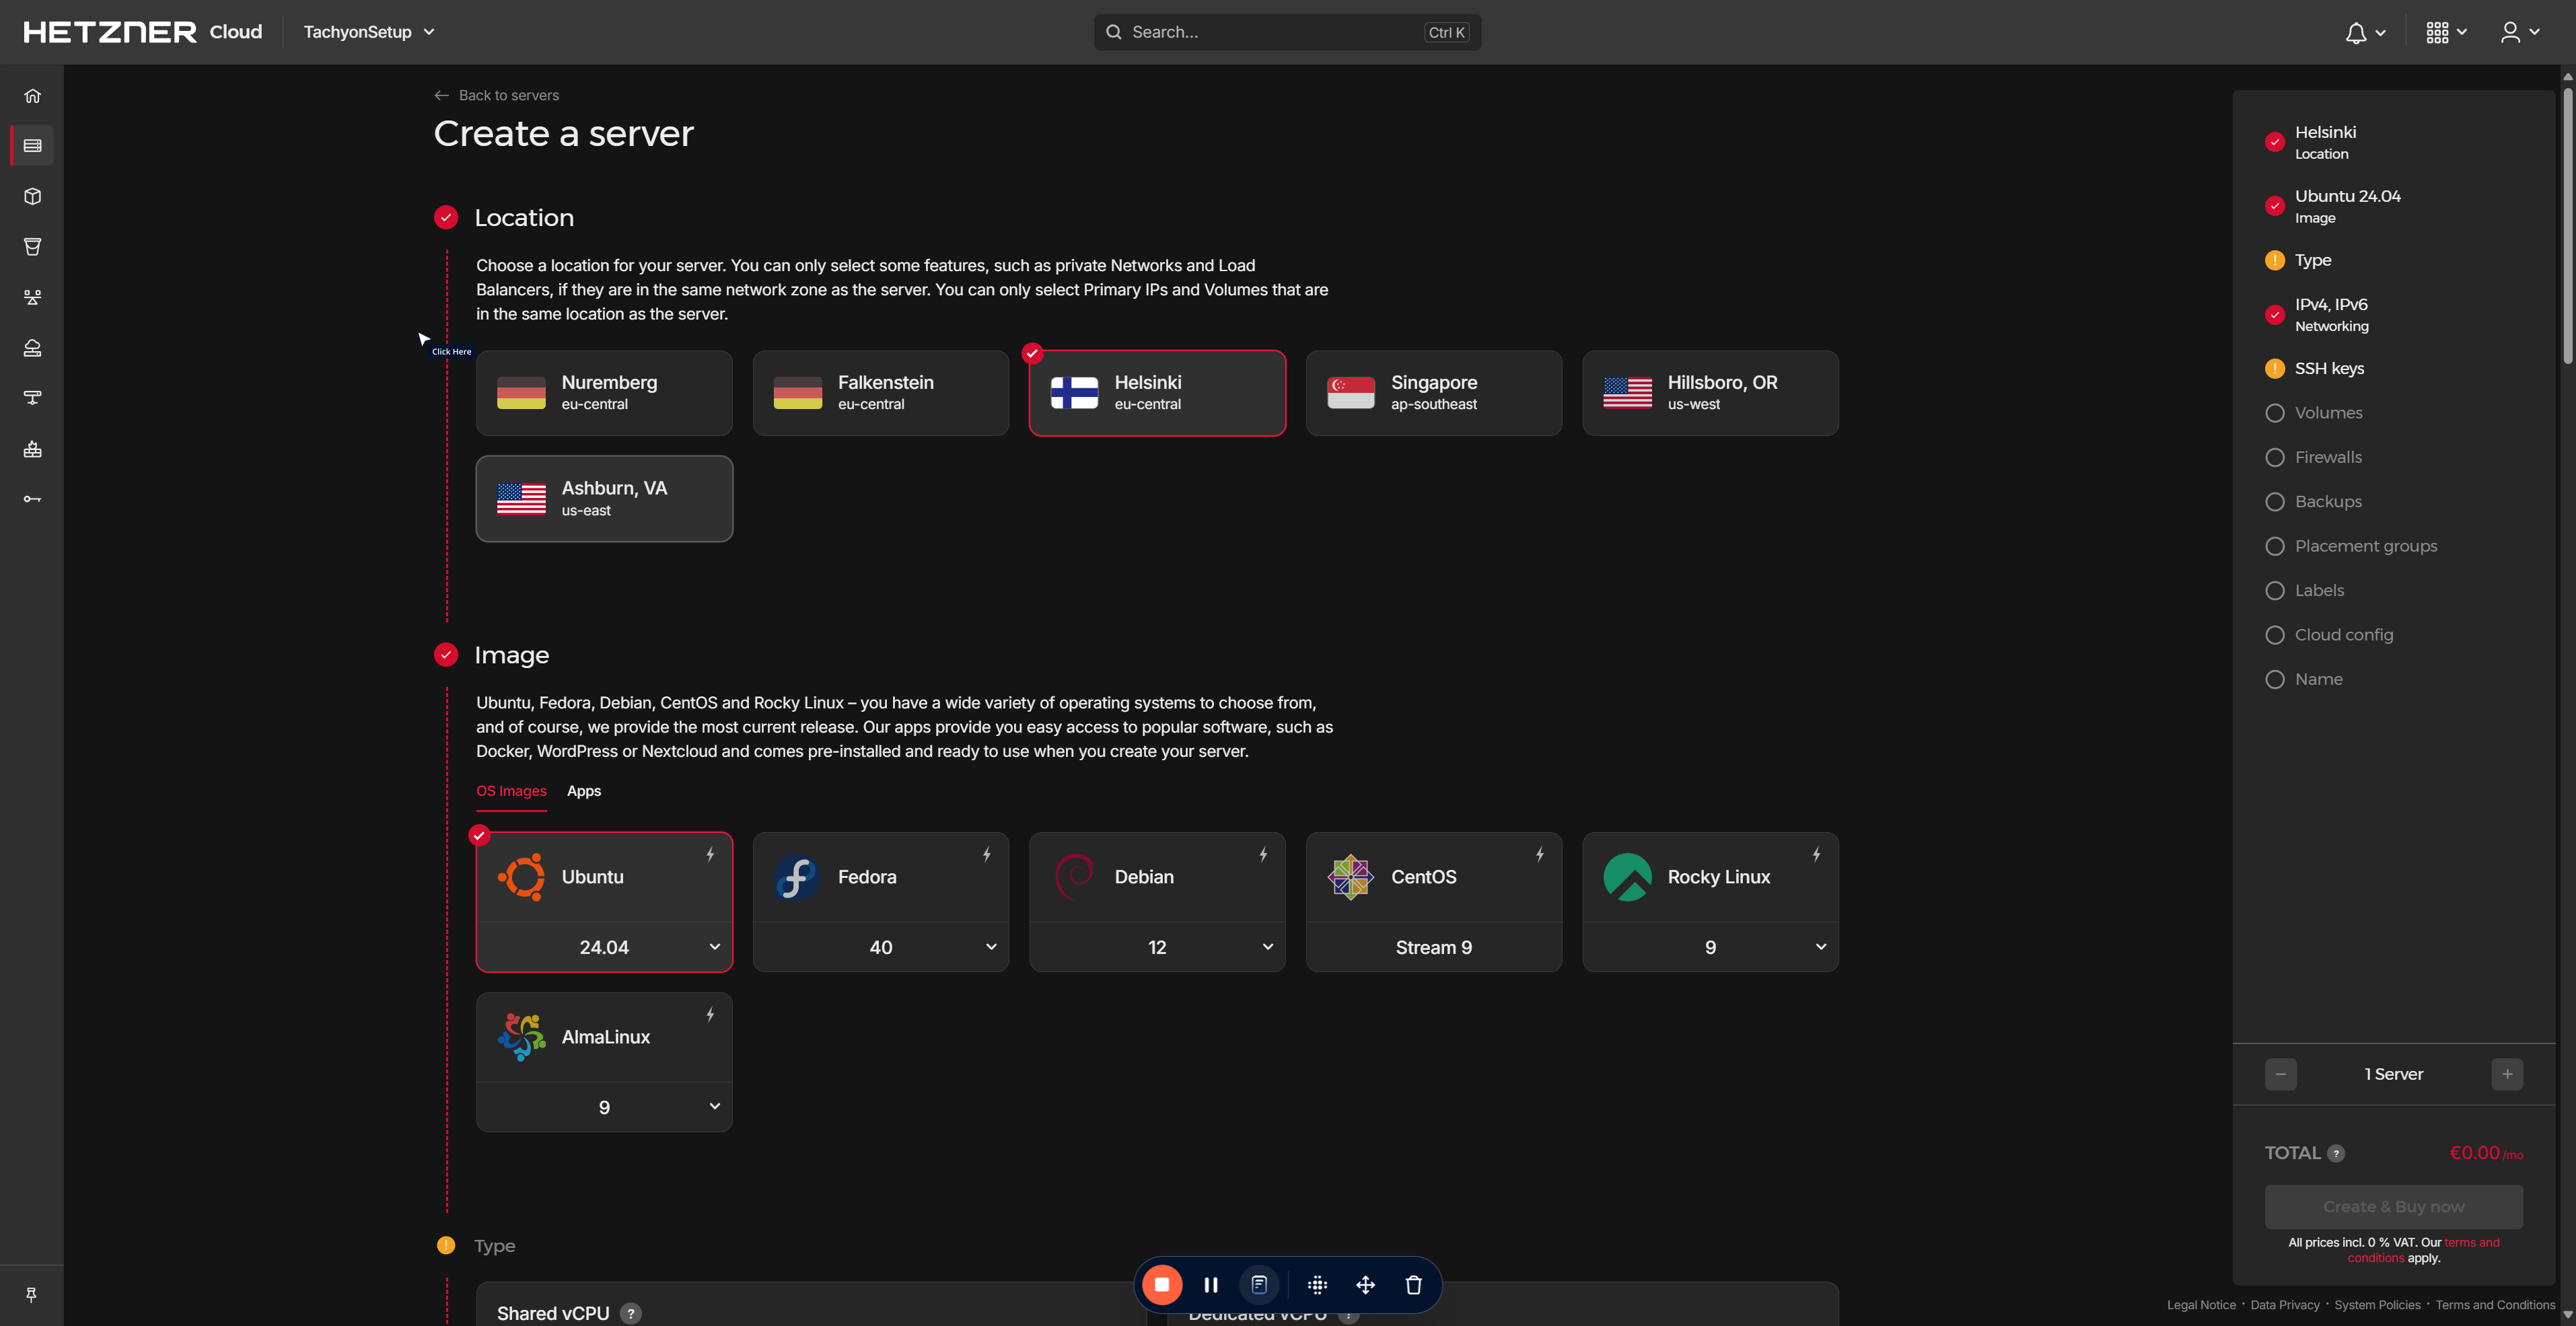 HETZNER Cloud
TachyonSetup
Search...
Ctrl K
Back to servers
Create a server
Location
Choose a location for your server. You can only select some features, such as private Networks and Load
Balancers, if they are in the same network zone as the server. You can only select Primary IPs and Volumes that are
in the same location as the server.
Click Here
Nuremberg
eu-central
Falkenstein
eu-central
Helsinki
eu-central
Singapore
ap-southeast
Hillsboro, OR
us-west
Ashburn, VA
us-east
Image
Ubuntu, Fedora, Debian, CentOS and Rocky Linux – you have a wide variety of operating systems to choose from,
and of course, we provide the most current release. Our apps provide you easy access to popular software, such as
Docker, WordPress or Nextcloud and comes pre-installed and ready to use when you create your server.
OS Images
Apps
Ubuntu
24.04
Fedora
40
Debian
12
CentOS
Stream 9
Rocky Linux
9
AlmaLinux
9
Type
Shared vCPU ?
Dedicated vCPU ?
Helsinki
Location
Ubuntu 24.04
Image
! Type
IPv4, IPv6
Networking
! SSH keys
Volumes
Firewalls
Backups
Placement groups
Labels
Cloud config
Name
− 1 Server +
TOTAL ? €0.00 /mo
Create & Buy now
All prices incl. 0 % VAT. Our terms and
conditions apply.
Legal Notice · Data Privacy · System Policies · Terms and Conditions